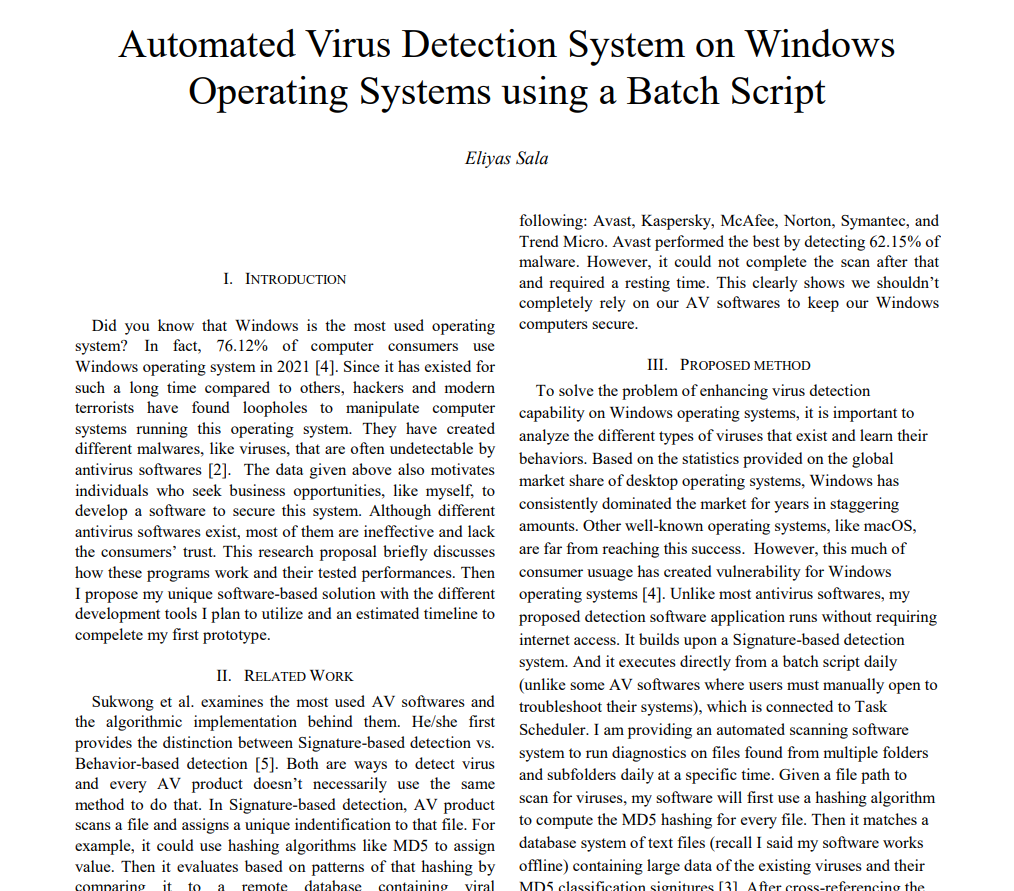 Automated Virus Detection System on Windows
Operating Systems using a Batch Script
Eliyas Sala
I. INTRODUCTION
Did you know that Windows is the most used operating
system? In fact, 76.12% of computer consumers use
Windows operating system in 2021 [4]. Since it has existed for
such a long time compared to others, hackers and modern
terrorists have found loopholes to manipulate computer
systems running this operating system. They have created
different malwares, like viruses, that are often undetectable by
antivirus softwares [2]. The data given above also motivates
individuals who seek business opportunities, like myself, to
develop a software to secure this system. Although different
antivirus softwares exist, most of them are ineffective and lack
the consumers’ trust. This research proposal briefly discusses
how these programs work and their tested performances. Then
I propose my unique software-based solution with the different
development tools I plan to utilize and an estimated timeline to
compelete my first prototype.
II. RELATED WORK
Sukwong et al. examines the most used AV softwares and
the algorithmic implementation behind them. He/she first
provides the distinction between Signature-based detection vs.
Behavior-based detection [5]. Both are ways to detect virus
and every AV product doesn’t necessarily use the same
method to do that. In Signature-based detection, AV product
scans a file and assigns a unique indentification to that file. For
example, it could use hashing algorithms like MD5 to assign
value. Then it evaluates based on patterns of that hashing by
comparing it to a remote database containing viral
following: Avast, Kaspersky, McAfee, Norton, Symantec, and
Trend Micro. Avast performed the best by detecting 62.15% of
malware. However, it could not complete the scan after that
and required a resting time. This clearly shows we shouldn’t
completely rely on our AV softwares to keep our Windows
computers secure.
III. PROPOSED METHOD
To solve the problem of enhancing virus detection
capability on Windows operating systems, it is important to
analyze the different types of viruses that exist and learn their
behaviors. Based on the statistics provided on the global
market share of desktop operating systems, Windows has
consistently dominated the market for years in staggering
amounts. Other well-known operating systems, like macOS,
are far from reaching this success. However, this much of
consumer usuage has created vulnerability for Windows
operating systems [4]. Unlike most antivirus softwares, my
proposed detection software application runs without requiring
internet access. It builds upon a Signature-based detection
system. And it executes directly from a batch script daily
(unlike some AV softwares where users must manually open to
troubleshoot their systems), which is connected to Task
Scheduler. I am providing an automated scanning software
system to run diagnostics on files found from multiple folders
and subfolders daily at a specific time. Given a file path to
scan for viruses, my software will first use a hashing algorithm
to compute the MD5 hashing for every file. Then it matches a
database system of text files (recall I said my software works
offline) containing large data of the existing viruses and their
MD5 classification signitures [3]. After cross-referencing the